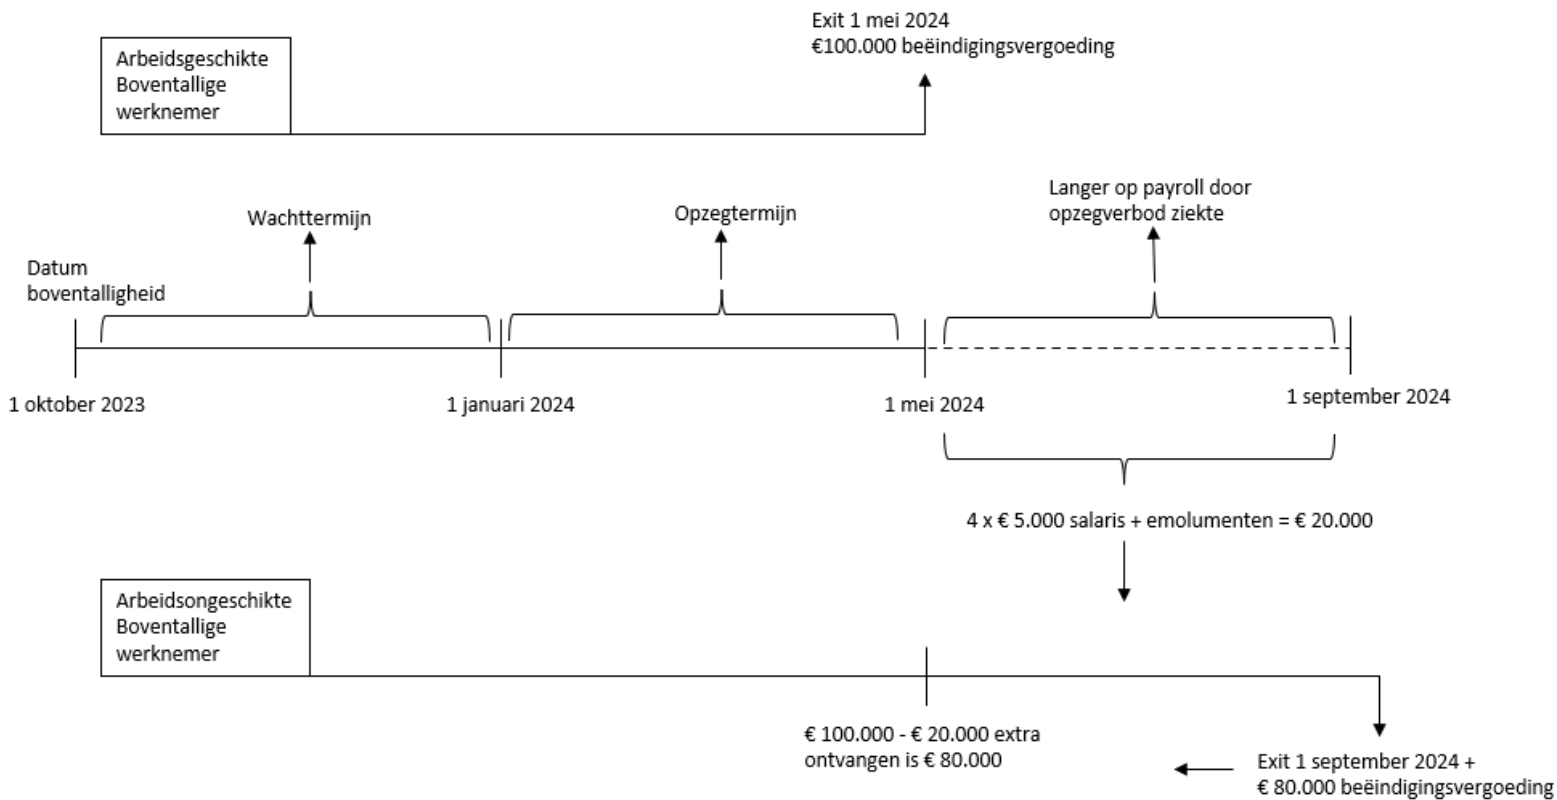 Exit 1 mei 2024
€100.000 beëindigingsvergoeding
Arbeidsgeschikte
Boventallige
werknemer
Langer op payroll door
opzegverbod ziekte
Wachttermijn
Opzegtermijn
Datum
boventalligheid
1 oktober 2023
1 januari 2024
1 mei 2024
1 september 2024
4 x € 5.000 salaris + emolumenten = € 20.000
Arbeidsongeschikte
Boventallige
werknemer
€ 100.000 - € 20.000 extra
ontvangen is € 80.000
Exit 1 september 2024 +
€ 80.000 beëindigingsvergoeding